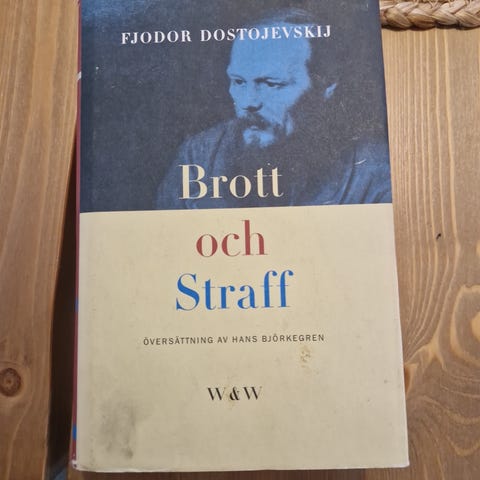 FJODOR DOSTOJEVSKIJ
Brott
och
Straff
ÖVERSÄTTNING AV HANS BJÖRKEGREN
W&W